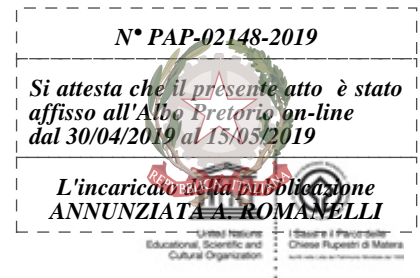 N° PAP-02148-2019
Si attesta che il presente atto è stato
affisso all'Albo Pretorio on-line
dal 30/04/2019 al 15/05/2019
L'incaricato della pubblicazione
ANNUNZIATA A. ROMANELLI
REPUBBLICA ITALIANA
United Nations
Educational, Scientific and
Cultural Organization
I Sassi e il Parco delle
Chiese Rupestri di Matera